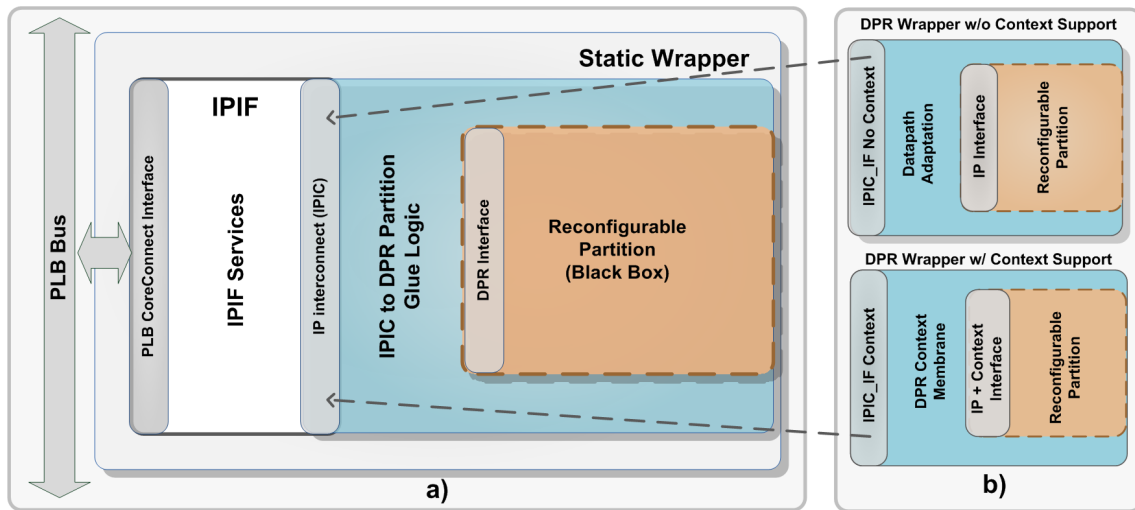 Static Wrapper
PLB Bus
PLB CoreConnect Interface
IPIF
IPIF Services
IP interconnect (IPIC)
IPIC to DPR Partition
Glue Logic
DPR Interface
Reconfigurable
Partition
(Black Box)
a)
DPR Wrapper w/o Context Support
IPIC_IF No Context
Datapath
Adaptation
IP Interface
Reconfigurable
Partition
DPR Wrapper w/ Context Support
IPIC_IF Context
DPR Context
Membrane
IP + Context
Interface
Reconfigurable
Partition
b)